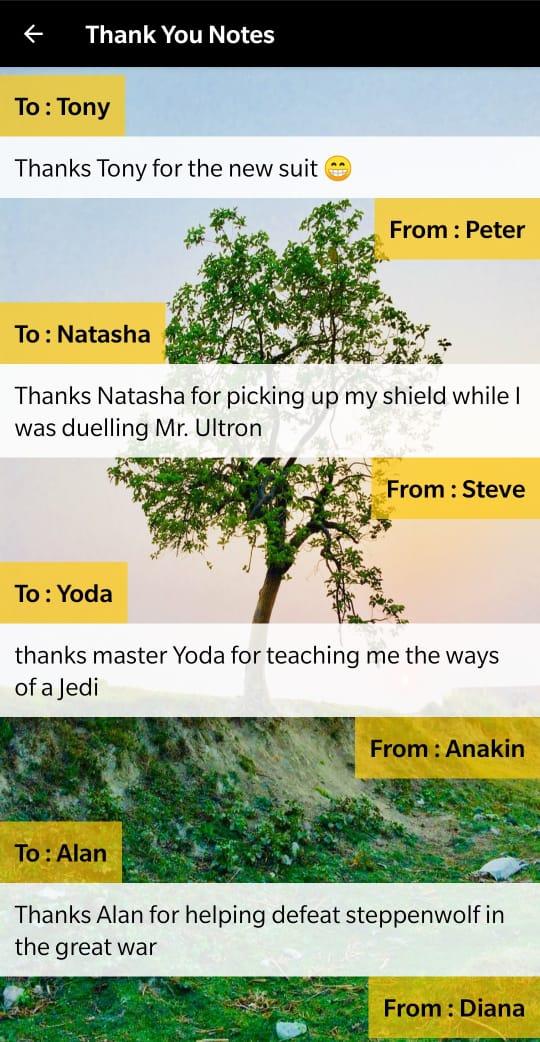 Thank You Notes
To : Tony
Thanks Tony for the new suit 😁
From : Peter
To : Natasha
Thanks Natasha for picking up my shield while I
was duelling Mr. Ultron
From : Steve
To : Yoda
thanks master Yoda for teaching me the ways
of a Jedi
From : Anakin
To : Alan
Thanks Alan for helping defeat steppenwolf in
the great war
From : Diana